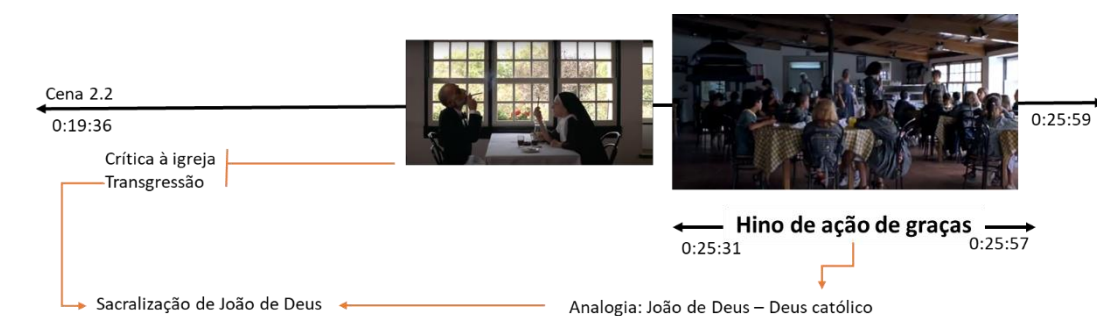 Cena 2.2
0:19:36
0:25:59
Crítica à igreja
Transgressão
Hino de ação de graças
0:25:31
0:25:57
Sacralização de João de Deus
Analogia: João de Deus – Deus católico